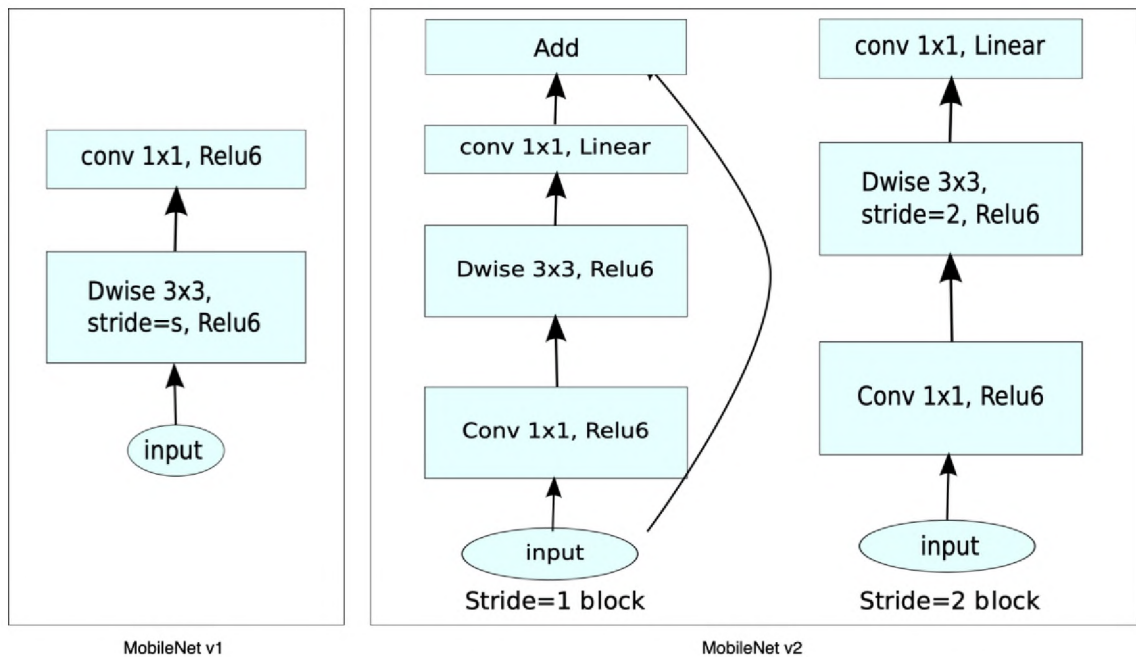 conv 1x1, Relu6
Dwise 3x3,
stride=s, Relu6
input
MobileNet v1
Add
conv 1x1, Linear
Dwise 3x3, Relu6
Conv 1x1, Relu6
input
Stride=1 block
conv 1x1, Linear
Dwise 3x3,
stride=2, Relu6
Conv 1x1, Relu6
input
Stride=2 block
MobileNet v2